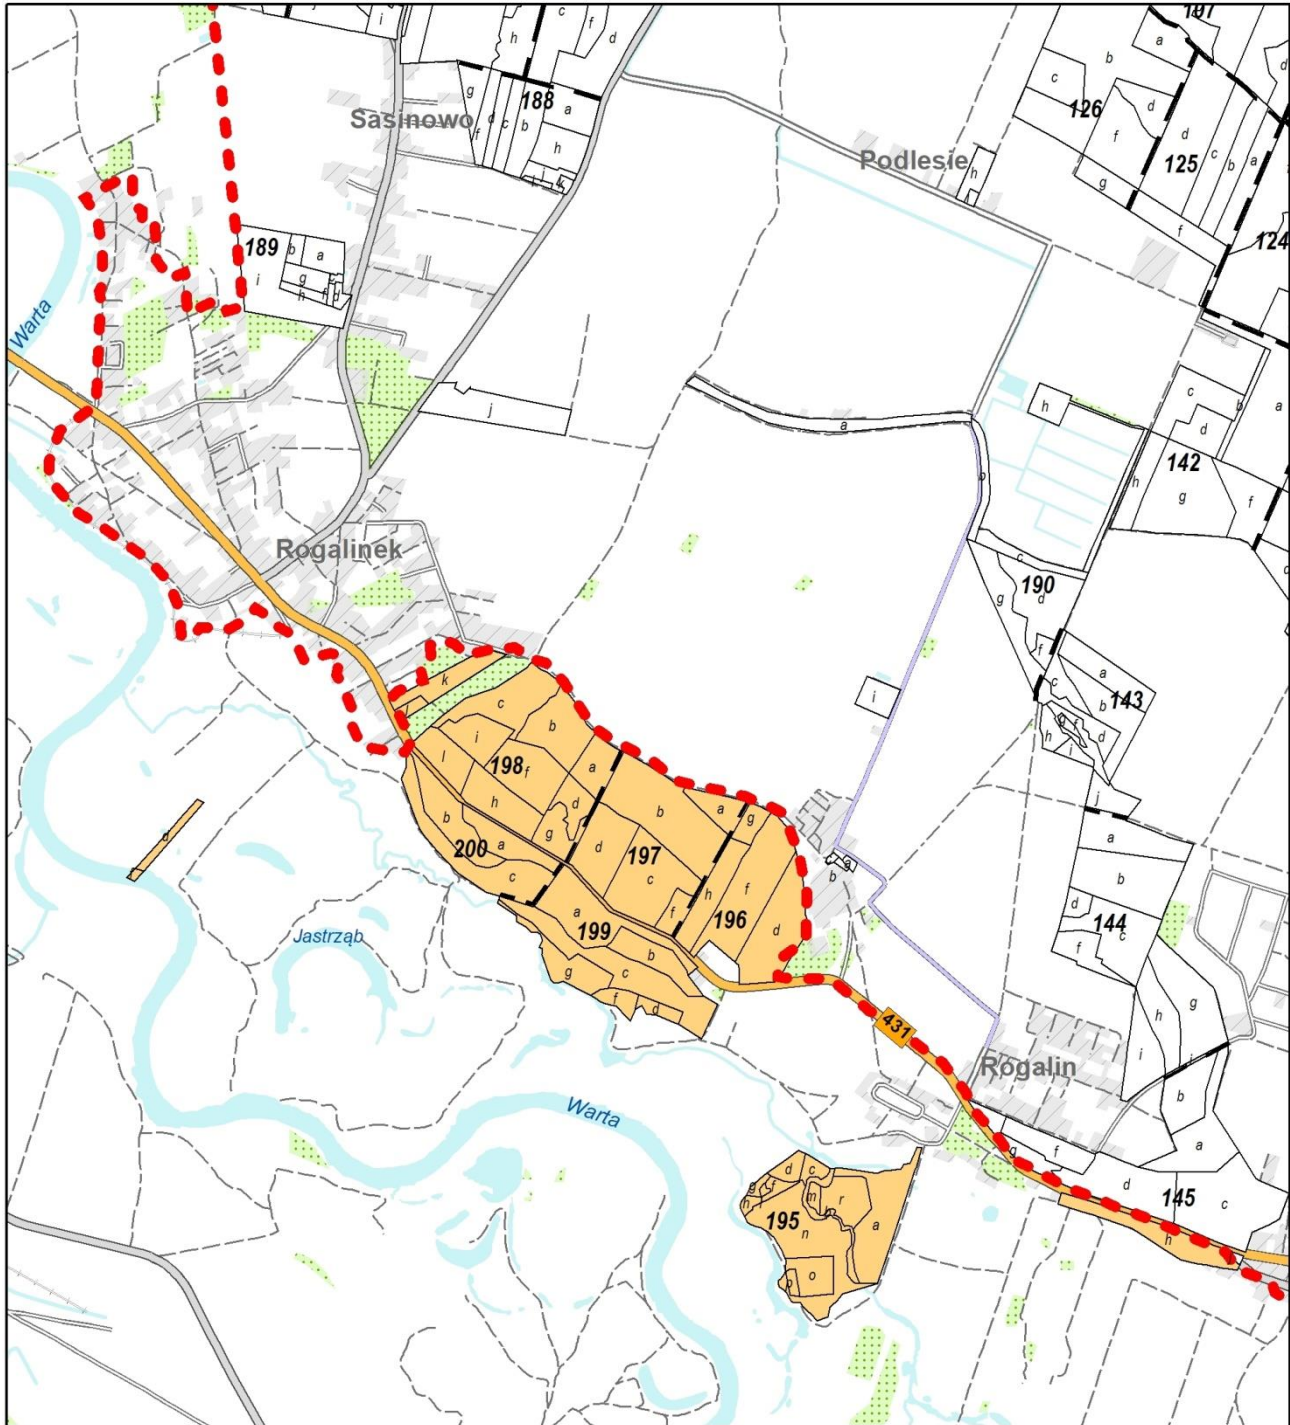 107
i
c
f
d
h
g
d
f
c
b
188
a
h
i
k
Sasinowo
Podlesie
h
b
a
c
126
d
f
g
d
125
c
b
a
d
f
124
189
b
a
g
i
h
f
d
Warta
j
a
h
c
b
a
d
142
h
g
f
Rogalinek
c
190
g
d
f
c
a
b
143
d
g
f
h
i
j
i
k
c
b
i
198
f
a
l
h
d
g
b
200
a
c
b
a
g
d
197
c
f
h
f
196
d
a
199
b
c
g
f
d
d
a
g
b
a
b
d
144
c
f
g
h
i
i
b
a
Jastrząb
431
Rogalin
Warta
g
f
d
145
c
h
d
c
g
f
h
m
r
195
n
a
o
p